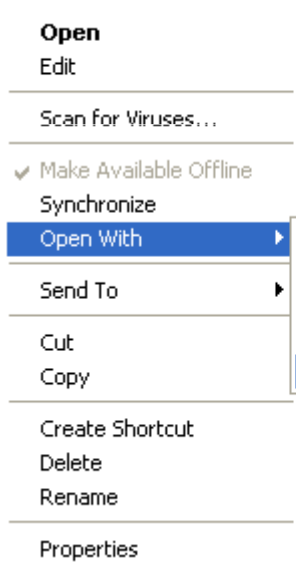 Open
Edit
Scan for Viruses...
Make Available Offline
Synchronize
Open With
Send To
Cut
Copy
Create Shortcut
Delete
Rename
Properties